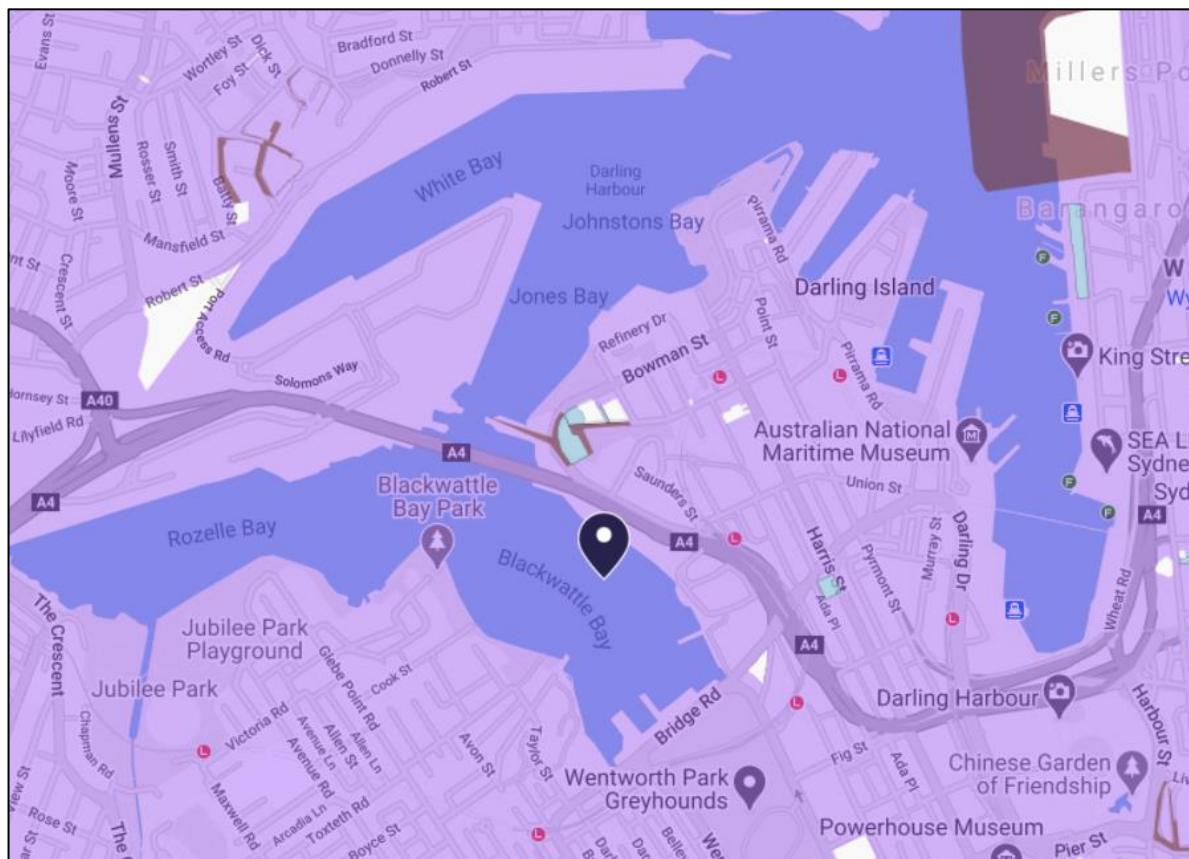 Evans St
Wortley St
Dick St
Foy St
Bradford St
Donnelly St
Robert St
Millers Po
Mullens St
Smith St
Rosser St
Moore St
Batty St
White Bay
Darling
Harbour
Johnstons Bay
Pirrama Rd
Barangaro
Mansfield St
Crescent St
Robert St
Port Access Rd
Jones Bay
Darling Island
W
Wy
Refinery Dr
Point St
Bowman St
Pirrama Rd
King Stre
Solomons Way
Hornsey St
A40
Lilyfield Rd
A4
A4
Australian National
Maritime Museum
SEA L
Sydne
Syd
Blackwattle
Bay Park
Saunders St
Union St
Rozelle Bay
Harris St
Murray St
Darling Dr
A4
A4
Pyrmont St
Blackwattle Bay
Wheat Rd
The Crescent
Ada Pl
Jubilee Park
Playground
Glebe Point Rd
Cook St
A4
Jubilee Park
Bridge Rd
Darling Harbour
Harbour St
Chapman Rd
Victoria Rd
Avenue Ln
Avenue Rd
Allen St
Allen Ln
Avon St
Taylor St
Fig St
Ada Pl
Chinese Garden
of Friendship
Wentworth Park
Greyhounds
View St
Rose St
The C
Maxwell Rd
Arcadia Ln
Toxteth Rd
Boyce St
Powerhouse Museum
Pier St